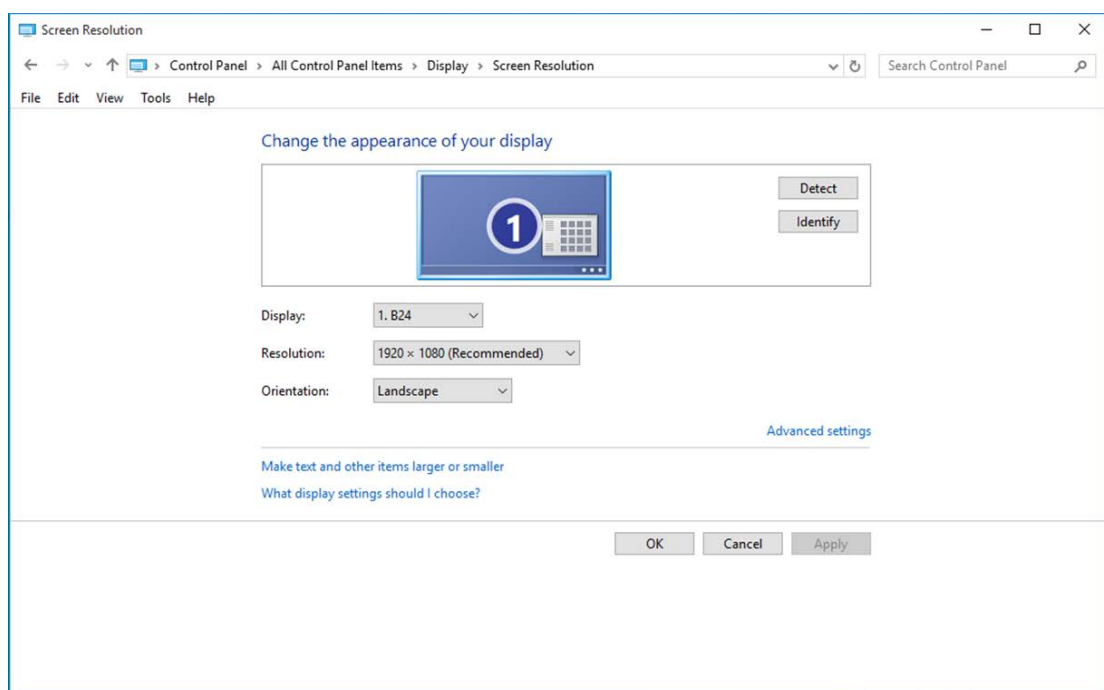 Screen Resolution
Control Panel > All Control Panel Items > Display > Screen Resolution
Search Control Panel
File Edit View Tools Help
Change the appearance of your display
1
Detect
Identify
Display: 1. B24
Resolution: 1920 × 1080 (Recommended)
Orientation: Landscape
Advanced settings
Make text and other items larger or smaller
What display settings should I choose?
OK Cancel Apply